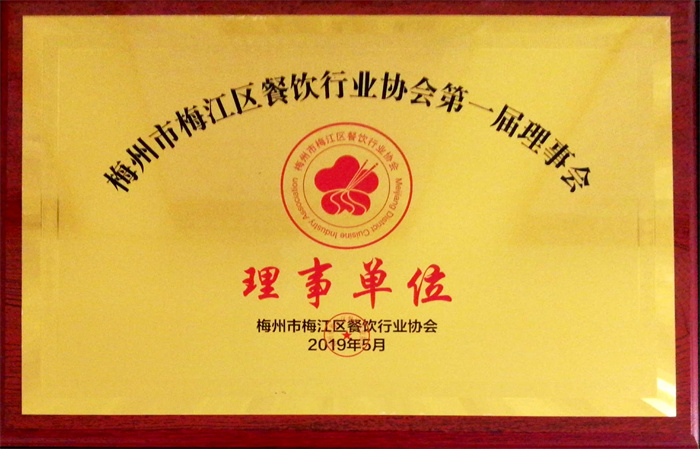 梅州市梅江区餐饮行业协会第一届理事会
梅州市梅江区餐饮行业协会
Meijiang District Cuisine Industry Association
理事单位
梅州市梅江区餐饮行业协会
2019年5月